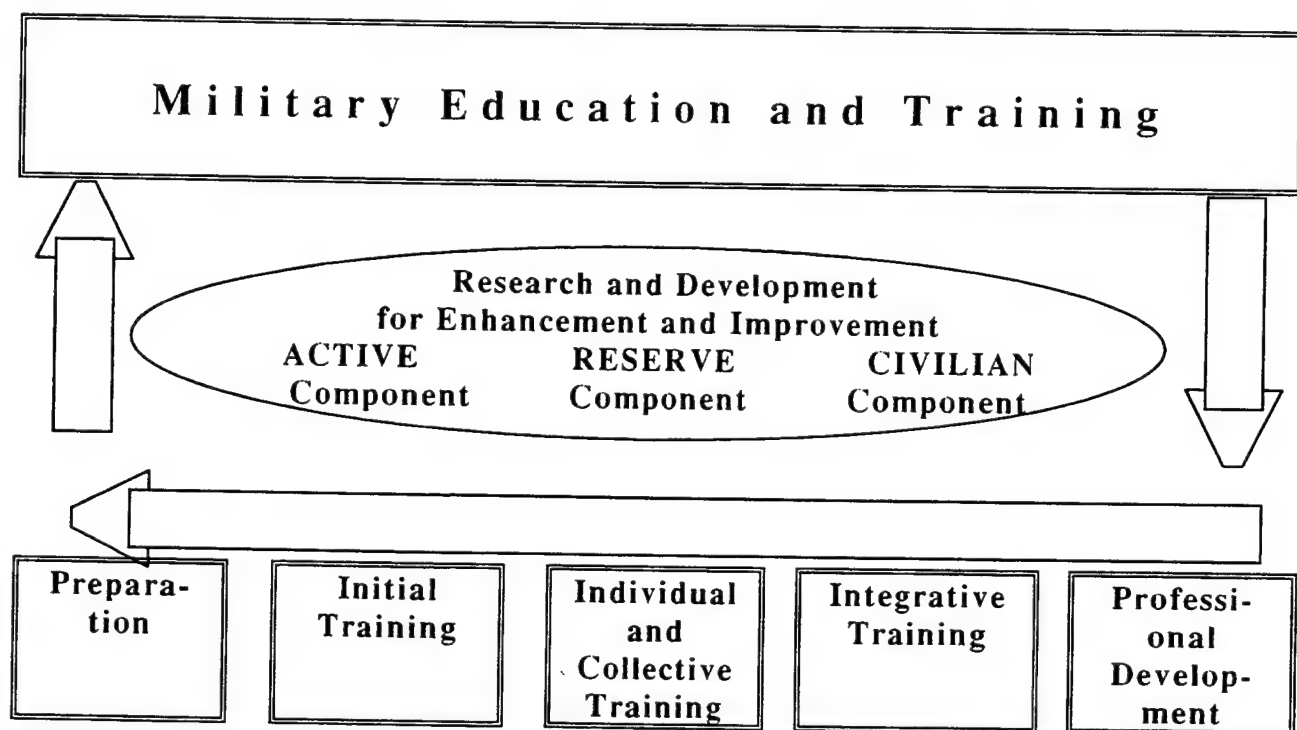 Military Education and Training
Research and Development
for Enhancement and Improvement
ACTIVE RESERVE CIVILIAN
Component Component Component
Prepara-
tion
Initial
Training
Individual
and
Collective
Training
Integrative
Training
Professi-
onal
Develop-
ment